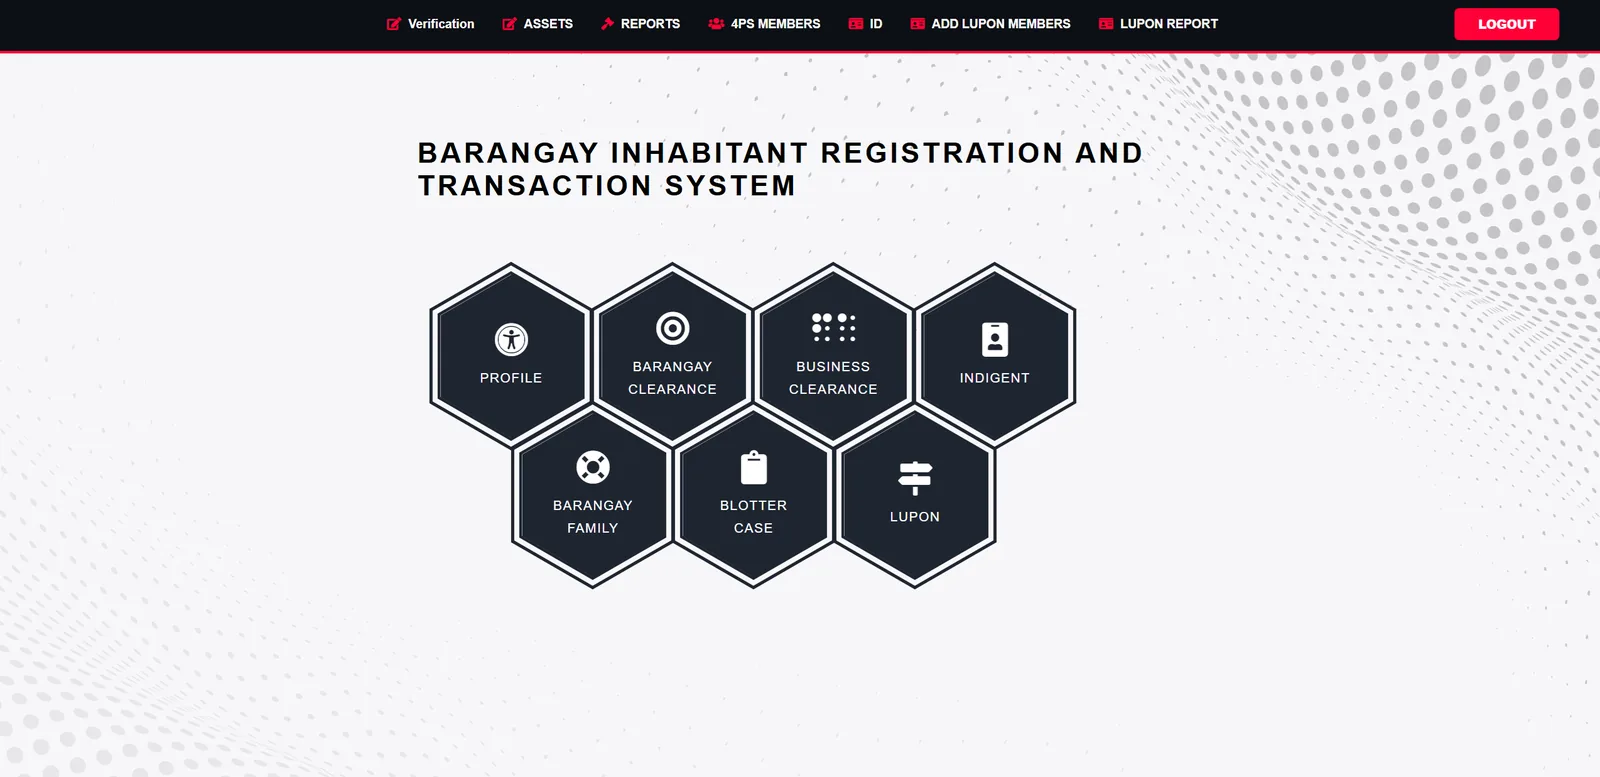 Verification
ASSETS
REPORTS
4PS MEMBERS
ID
ADD LUPON MEMBERS
LUPON REPORT
LOGOUT
BARANGAY INHABITANT REGISTRATION AND
TRANSACTION SYSTEM
PROFILE
BARANGAY
CLEARANCE
BUSINESS
CLEARANCE
INDIGENT
BARANGAY
FAMILY
BLOTTER
CASE
LUPON